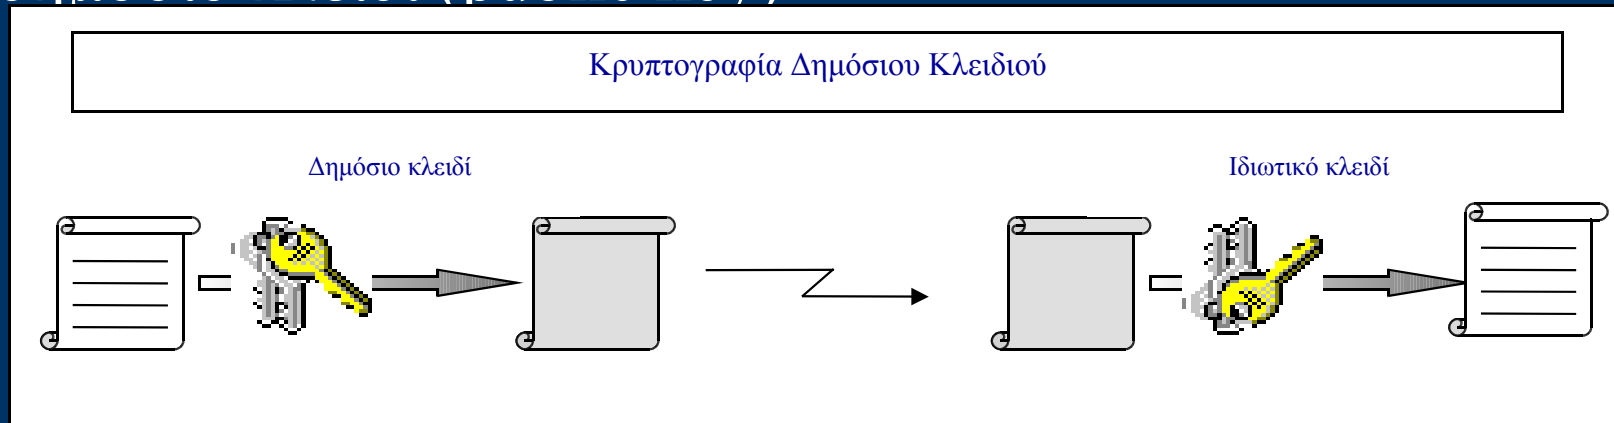 Κρυπτογραφία Δημόσιου Κλειδιού
Δημόσιο κλειδί
Ιδιωτικό κλειδί